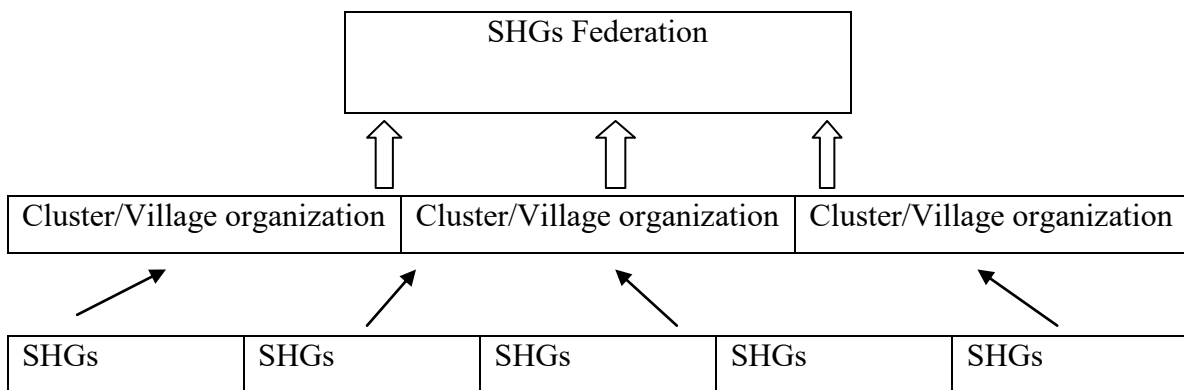 SHGs Federation
Cluster/Village organization Cluster/Village organization Cluster/Village organization
SHGs SHGs SHGs SHGs SHGs